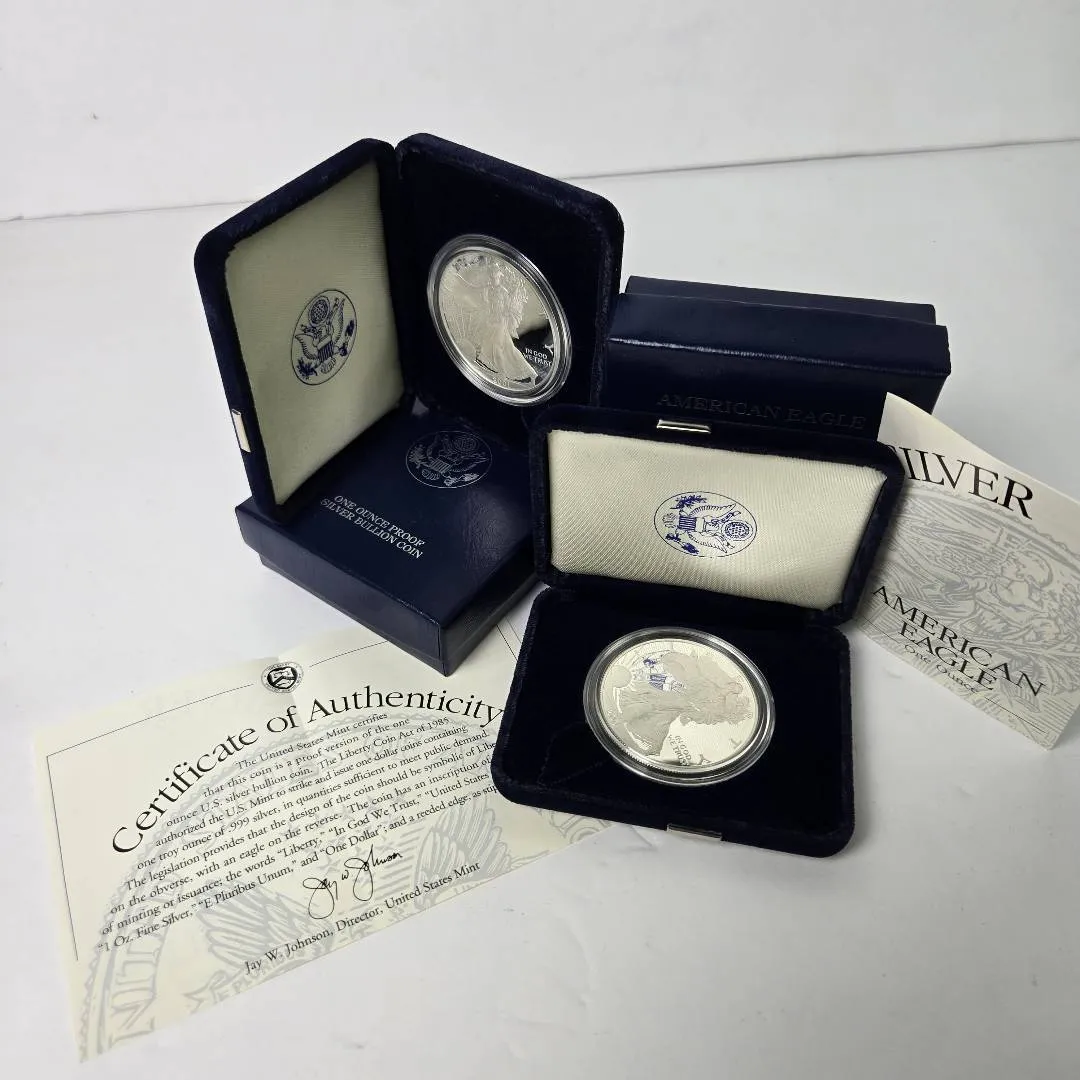 IN GOD
WE TRUST
AMERICAN EAGLE
ONE OUNCE PROOF
SILVER BULLION COIN
SILVER
AMERICAN
EAGLE
One Ounce
IN GOD
Certificate of Authenticity
The United States Mint certifies
that this coin is a proof version of the one
ounce U.S. silver bullion coin. The Liberty Coin Act of 1985
authorized the U.S. Mint to strike and issue one dollar coins containing
one troy ounce of .999 silver, in quantities sufficient to meet public demand.
The legislation provides that the design of the coin should be symbolic of Libe
on the obverse, with an eagle on the reverse. The coin has an inscription of
of minting or issuance; the words "Liberty," "In God We Trust," "United States
"1 Oz. Fine Silver," "E Pluribus Unum," and "One Dollar"; and a reeded edge, as
Jay W. Johnson
Jay W. Johnson, Director, United States Mint